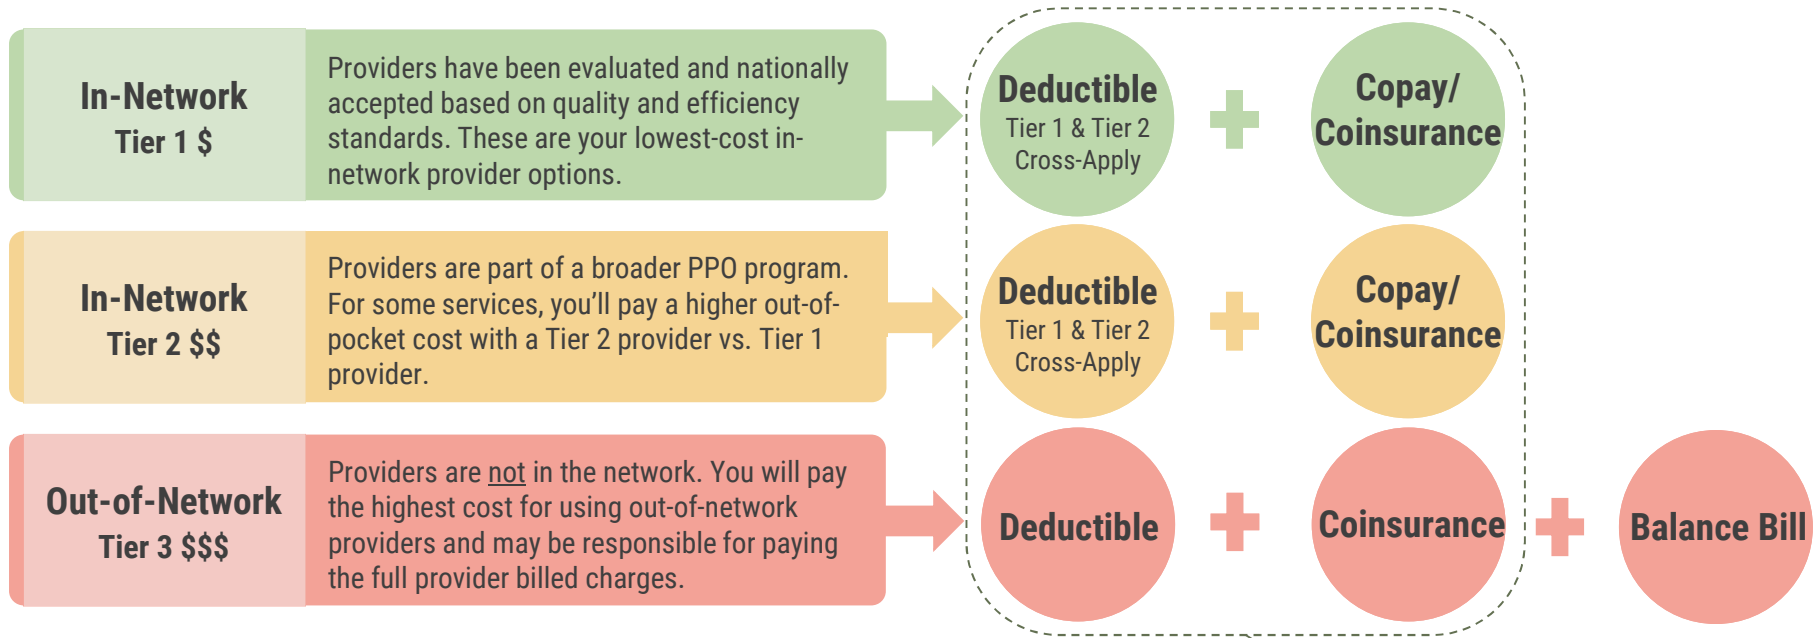 In-Network
Tier 1 $
Providers have been evaluated and nationally
accepted based on quality and efficiency
standards. These are your lowest-cost in-
network provider options.
Deductible
Tier 1 & Tier 2
Cross-Apply
Copay/
Coinsurance
In-Network
Tier 2 $$
Providers are part of a broader PPO program.
For some services, you’ll pay a higher out-of-
pocket cost with a Tier 2 provider vs. Tier 1
provider.
Deductible
Tier 1 & Tier 2
Cross-Apply
Copay/
Coinsurance
Out-of-Network
Tier 3 $$$
Providers are not in the network. You will pay
the highest cost for using out-of-network
providers and may be responsible for paying
the full provider billed charges.
Deductible
Coinsurance
Balance Bill